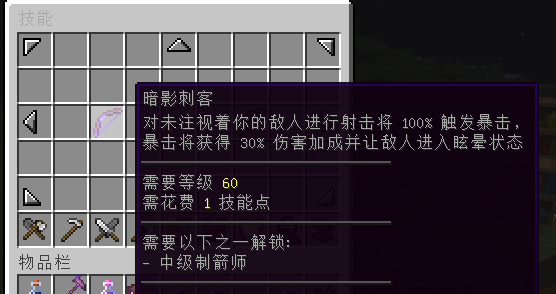 技能
暗影刺客
对未注视着你的敌人进行射击将 100% 触发暴击，
暴击将获得 30% 伤害加成并让敌人进入眩晕状态
需要等级 60
需花费 1 技能点
需要以下之一解锁:
- 中级制箭师
物品栏